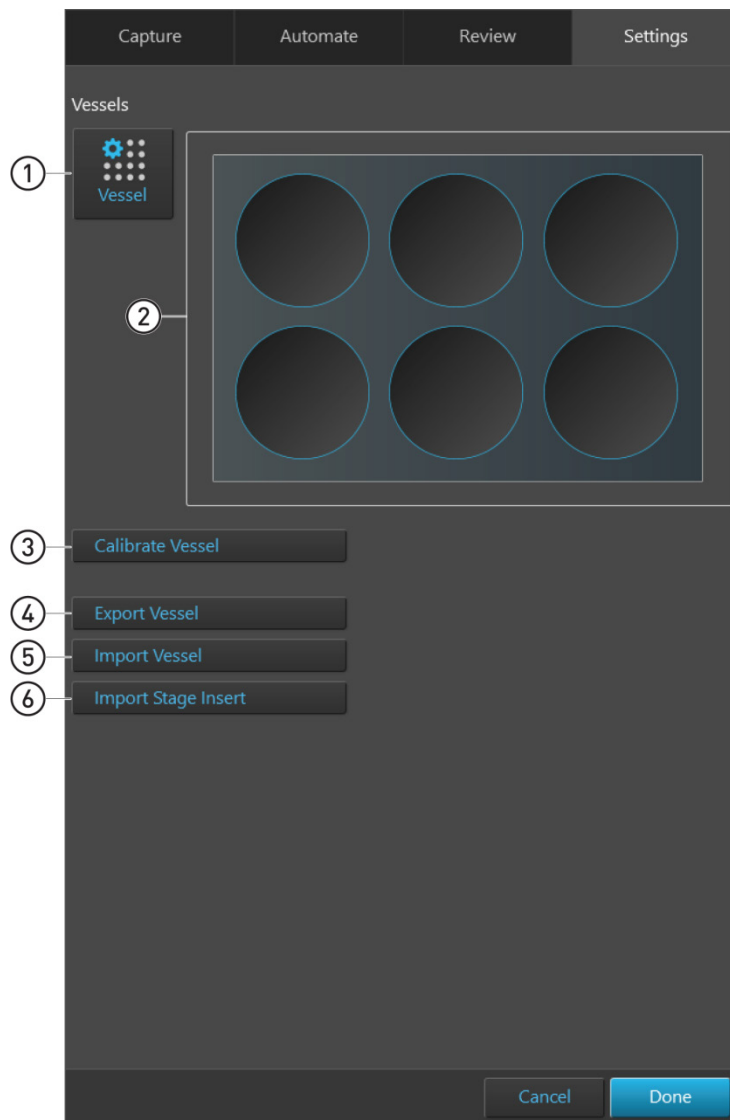 Capture Automate Review Settings
Vessels
1
Vessel
2
3 Calibrate Vessel
4 Export Vessel
5 Import Vessel
6 Import Stage Insert
Cancel Done